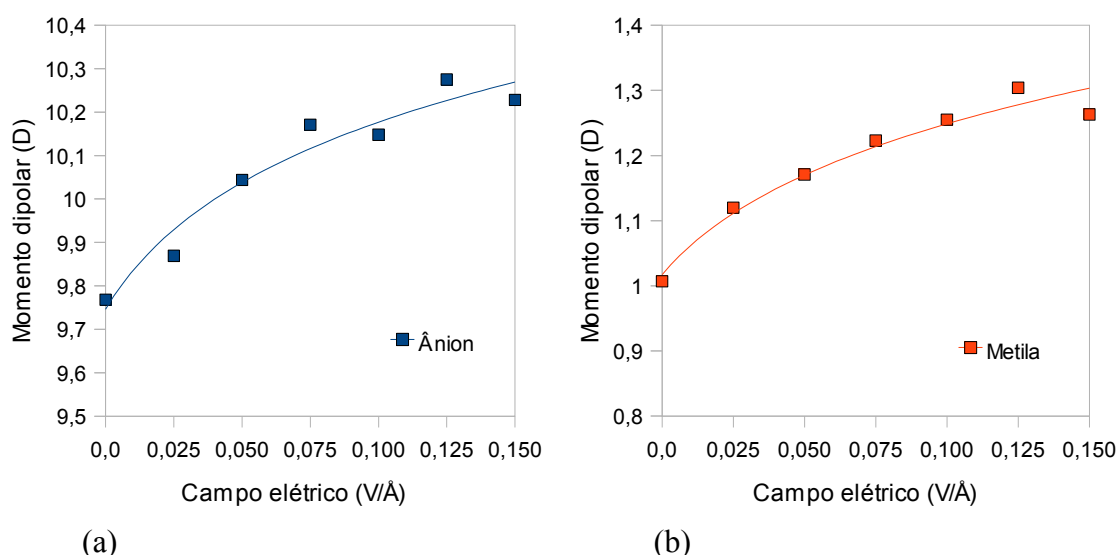 10,4
10,3
10,2
10,1
10
9,9
9,8
9,7
9,6
9,5
Momento dipolar (D)
0,0 0,025 0,050 0,075 0,100 0,125 0,150
Campo elétrico (V/Å)
Ânion
(a)
1,4
1,3
1,2
1,1
1
0,9
0,8
Momento dipolar (D)
0,0 0,025 0,050 0,075 0,100 0,125 0,150
Campo elétrico (V/Å)
Metila
(b)